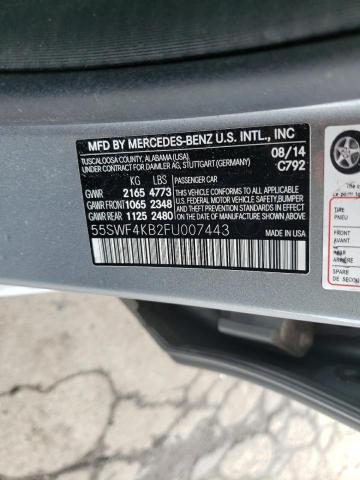 MFD BY MERCEDES-BENZ U.S. INTL., INC
TUSCALOOSA COUNTY, ALABAMA (USA)
UNDER CONTRACT FOR DAIMLER AG, STUTTGART (GERMANY)
08/14
C792
KG LBS PASSENGER CAR
GVWR 2165 4773
GAWR FRONT 1065 2348
GAWR REAR 1125 2480
THIS VEHICLE CONFORMS TO ALL APPLICABLE U.S. FEDERAL MOTOR VEHICLE SAFETY, BUMPER AND THEFT PREVENTION STANDARDS IN EFFECT ON THE DATE OF MANUFACTURE SHOWN ABOVE.
55SWF4KB2FU007443
MADE IN USA
TIRE
PNEU
FRONT
AVANT
REAR
ARRIÈRE
SPARE
DE SECOURS